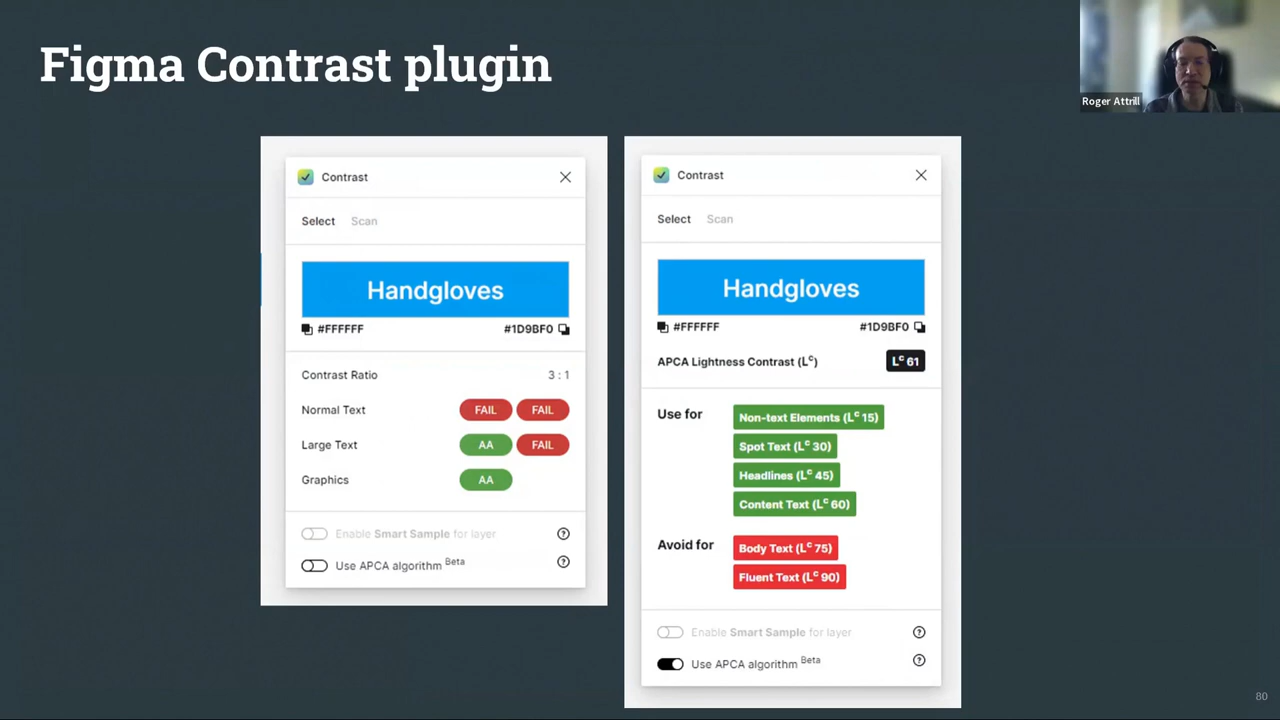 Figma Contrast plugin
Roger Attrill
Contrast
Select Scan
Handgloves
#FFFFFF #1D9BF0
Contrast Ratio 3 : 1
Normal Text FAIL FAIL
Large Text AA FAIL
Graphics AA
Enable Smart Sample for layer
Use APCA algorithm Beta
Contrast
Select Scan
Handgloves
#FFFFFF #1D9BF0
APCA Lightness Contrast (Lᶜ) Lᶜ 61
Use for Non-text Elements (Lᶜ 15)
Spot Text (Lᶜ 30)
Headlines (Lᶜ 45)
Content Text (Lᶜ 60)
Avoid for Body Text (Lᶜ 75)
Fluent Text (Lᶜ 90)
Enable Smart Sample for layer
Use APCA algorithm Beta
80